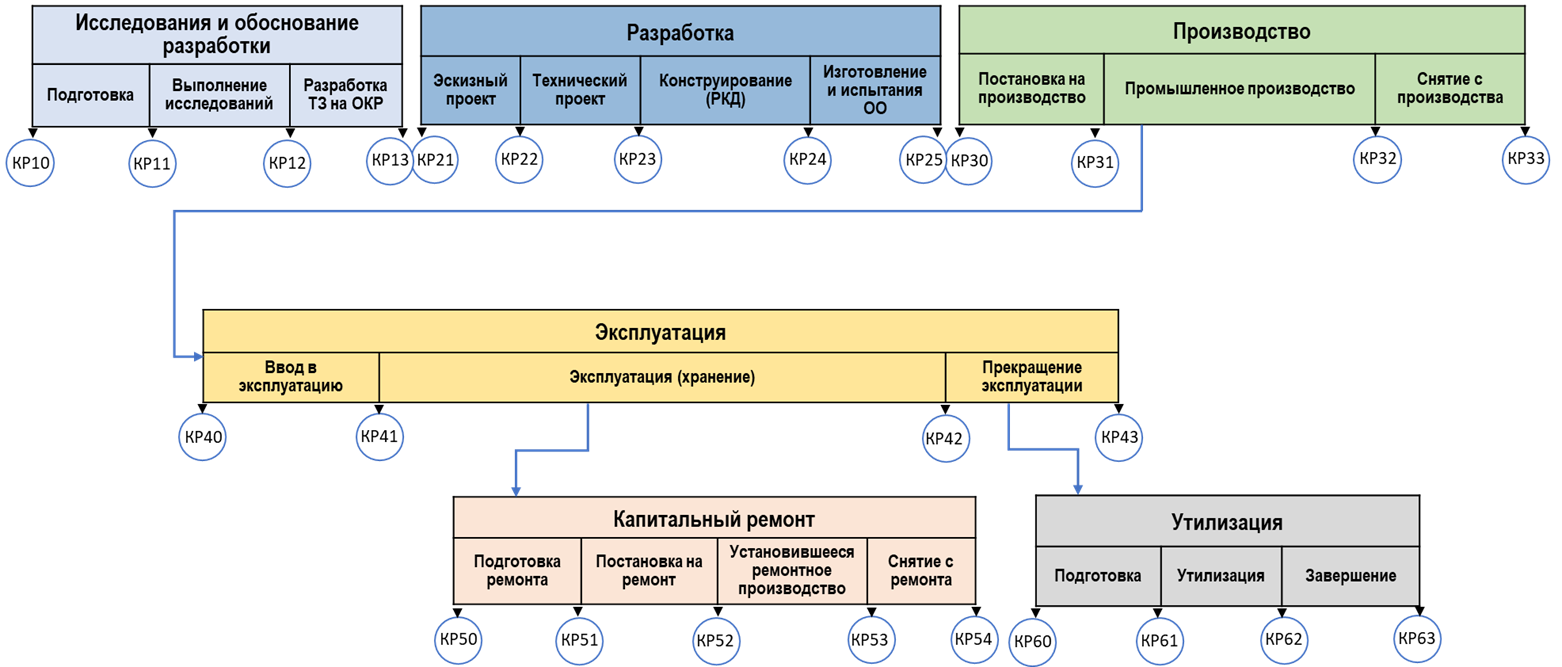 Исследования и обоснование
разработки
Подготовка
Выполнение
исследований
Разработка
ТЗ на ОКР
Разработка
Эскизный
проект
Технический
проект
Конструирование
(РКД)
Изготовление
и испытания
ОО
Производство
Постановка на
производство
Промышленное производство
Снятие с
производства
КР10
КР11
КР12
КР13
КР21
КР22
КР23
КР24
КР25
КР30
КР31
КР32
КР33
Эксплуатация
Ввод в
эксплуатацию
Эксплуатация (хранение)
Прекращение
эксплуатации
КР40
КР41
КР42
КР43
Капитальный ремонт
Подготовка
ремонта
Постановка на
ремонт
Установившееся
ремонтное
производство
Снятие с
ремонта
КР50
КР51
КР52
КР53
КР54
Утилизация
Подготовка
Утилизация
Завершение
КР60
КР61
КР62
КР63